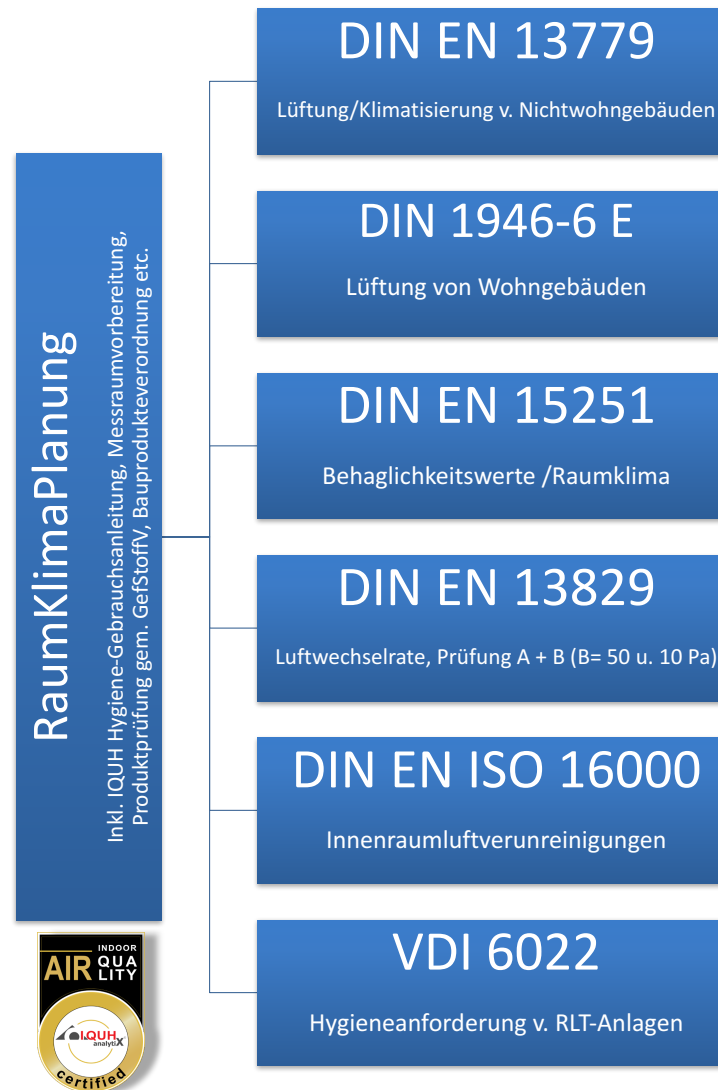 RaumKlimaPlanung
Inkl. IQUH Hygiene-Gebrauchsanleitung, Messraumvorbereitung,
Produktprüfung gem. GefStoffV, Bauprodukteverordnung etc.
DIN EN 13779
Lüftung/Klimatisierung v. Nichtwohngebäuden
DIN 1946-6 E
Lüftung von Wohngebäuden
DIN EN 15251
Behaglichkeitswerte /Raumklima
DIN EN 13829
Luftwechselrate, Prüfung A + B (B= 50 u. 10 Pa)
DIN EN ISO 16000
Innenraumluftverunreinigungen
VDI 6022
Hygieneanforderung v. RLT-Anlagen
INDOOR
AIR QUA
LITY
IQUH
analytiX
certified